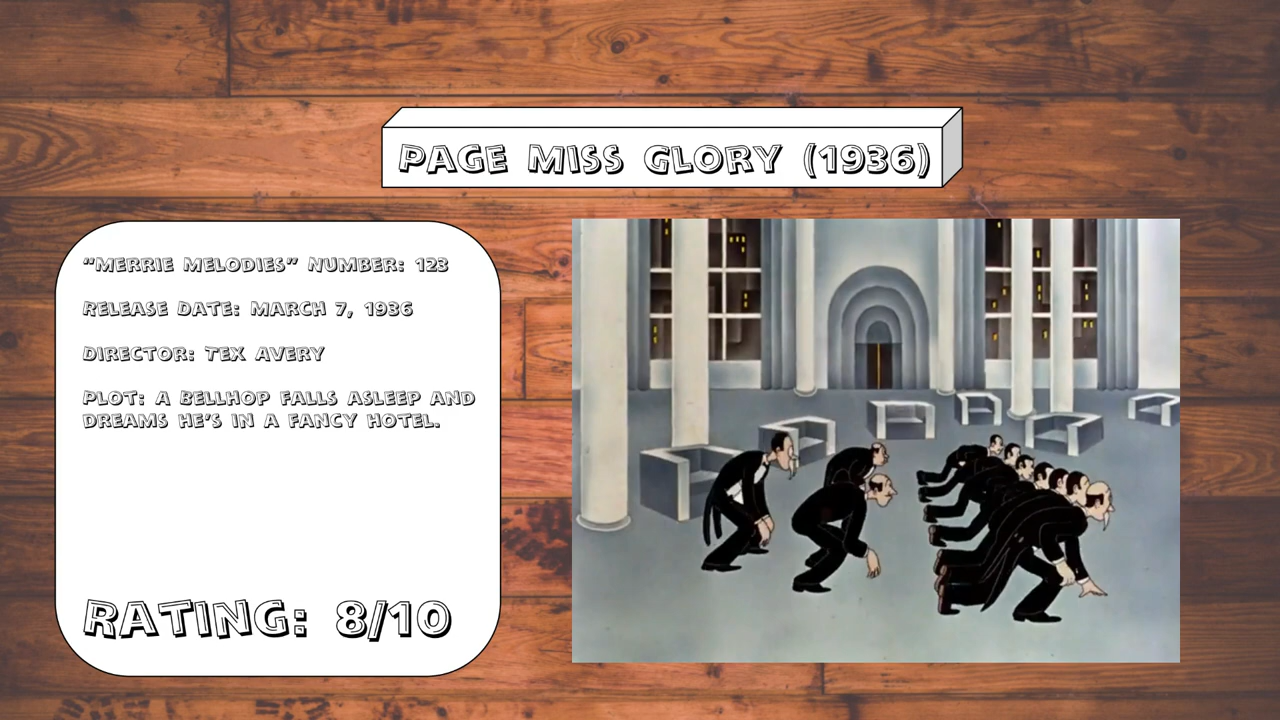 PAGE MISS GLORY (1936)
"MERRIE MELODIES" NUMBER: 123
RELEASE DATE: MARCH 7, 1936
DIRECTOR: TEX AVERY
PLOT: A BELLHOP FALLS ASLEEP AND
DREAMS HE'S IN A FANCY HOTEL.
RATING: 8/10